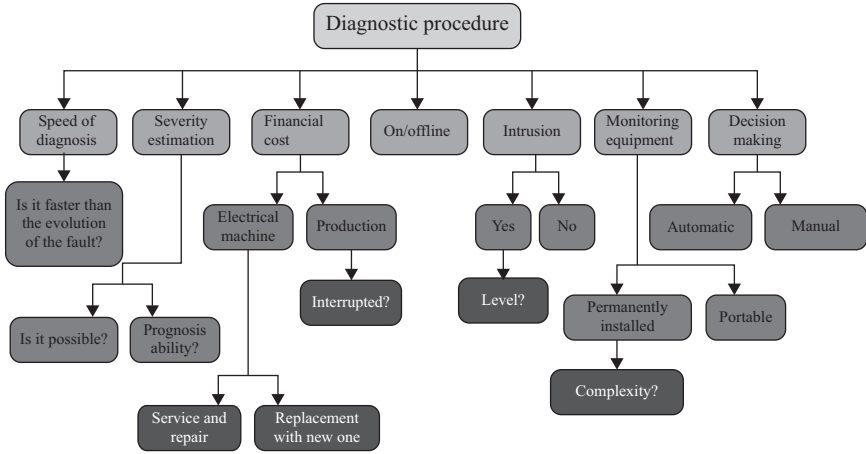 Diagnostic procedure
Speed of
diagnosis
Severity
estimation
Financial
cost
On/offline
Intrusion
Monitoring
equipment
Decision
making
Is it faster than
the evolution
of the fault?
Electrical
machine
Production
Yes
No
Automatic
Manual
Interrupted?
Level?
Permanently
installed
Portable
Is it possible?
Prognosis
ability?
Complexity?
Service and
repair
Replacement
with new one